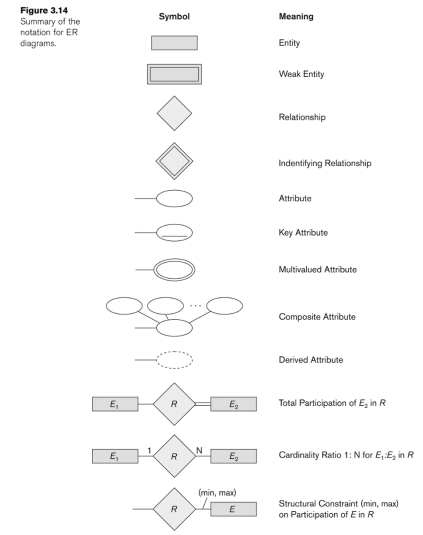 Figure 3.14
Summary of the
notation for ER
diagrams.
Symbol
Meaning
Entity
Weak Entity
Relationship
Indentifying Relationship
Attribute
Key Attribute
Multivalued Attribute
. . .
Composite Attribute
Derived Attribute
E1 R E2
Total Participation of E2 in R
E1 1 R N E2
Cardinality Ratio 1: N for E1:E2 in R
(min, max)
R E
Structural Constraint (min, max)
on Participation of E in R